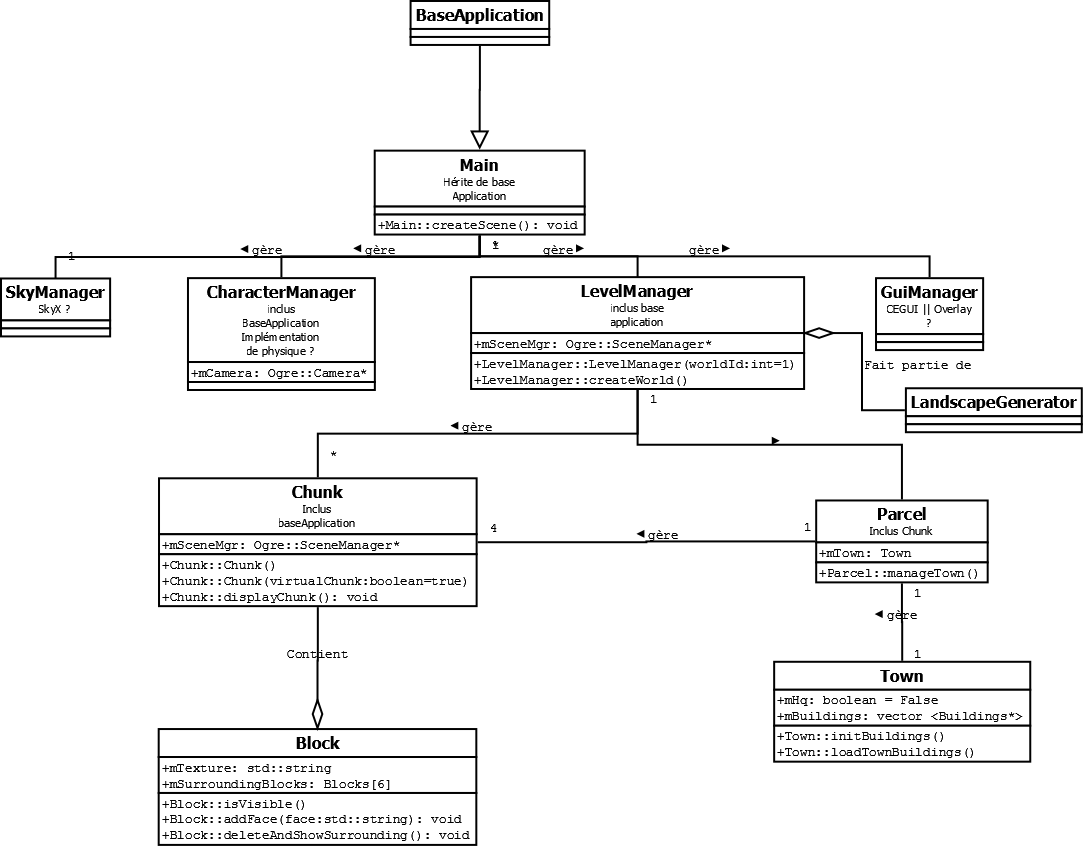 BaseApplication
Main
Hérite de base
Application
+Main::createScene(): void
gère
gère
gère
gère
1
SkyManager
SkyX ?
CharacterManager
inclus
BaseApplication
Implémentation
de physique ?
+mCamera: Ogre::Camera*
LevelManager
inclus base
application
+mSceneMgr: Ogre::SceneManager*
+LevelManager::LevelManager(worldId:int=1)
+LevelManager::createWorld()
GuiManager
CEGUI || Overlay
?
Fait partie de
LandscapeGenerator
1
gère
*
Chunk
Inclus
baseApplication
+mSceneMgr: Ogre::SceneManager*
+Chunk::Chunk()
+Chunk::Chunk(virtualChunk:boolean=true)
+Chunk::displayChunk(): void
4
gère
1
Parcel
Inclus Chunk
+mTown: Town
+Parcel::manageTown()
1
gère
1
Contient
Town
+mHq: boolean = False
+mBuildings: vector <Buildings*>
+Town::initBuildings()
+Town::loadTownBuildings()
Block
+mTexture: std::string
+mSurroundingBlocks: Blocks[6]
+Block::isVisible()
+Block::addFace(face:std::string): void
+Block::deleteAndShowSurrounding(): void